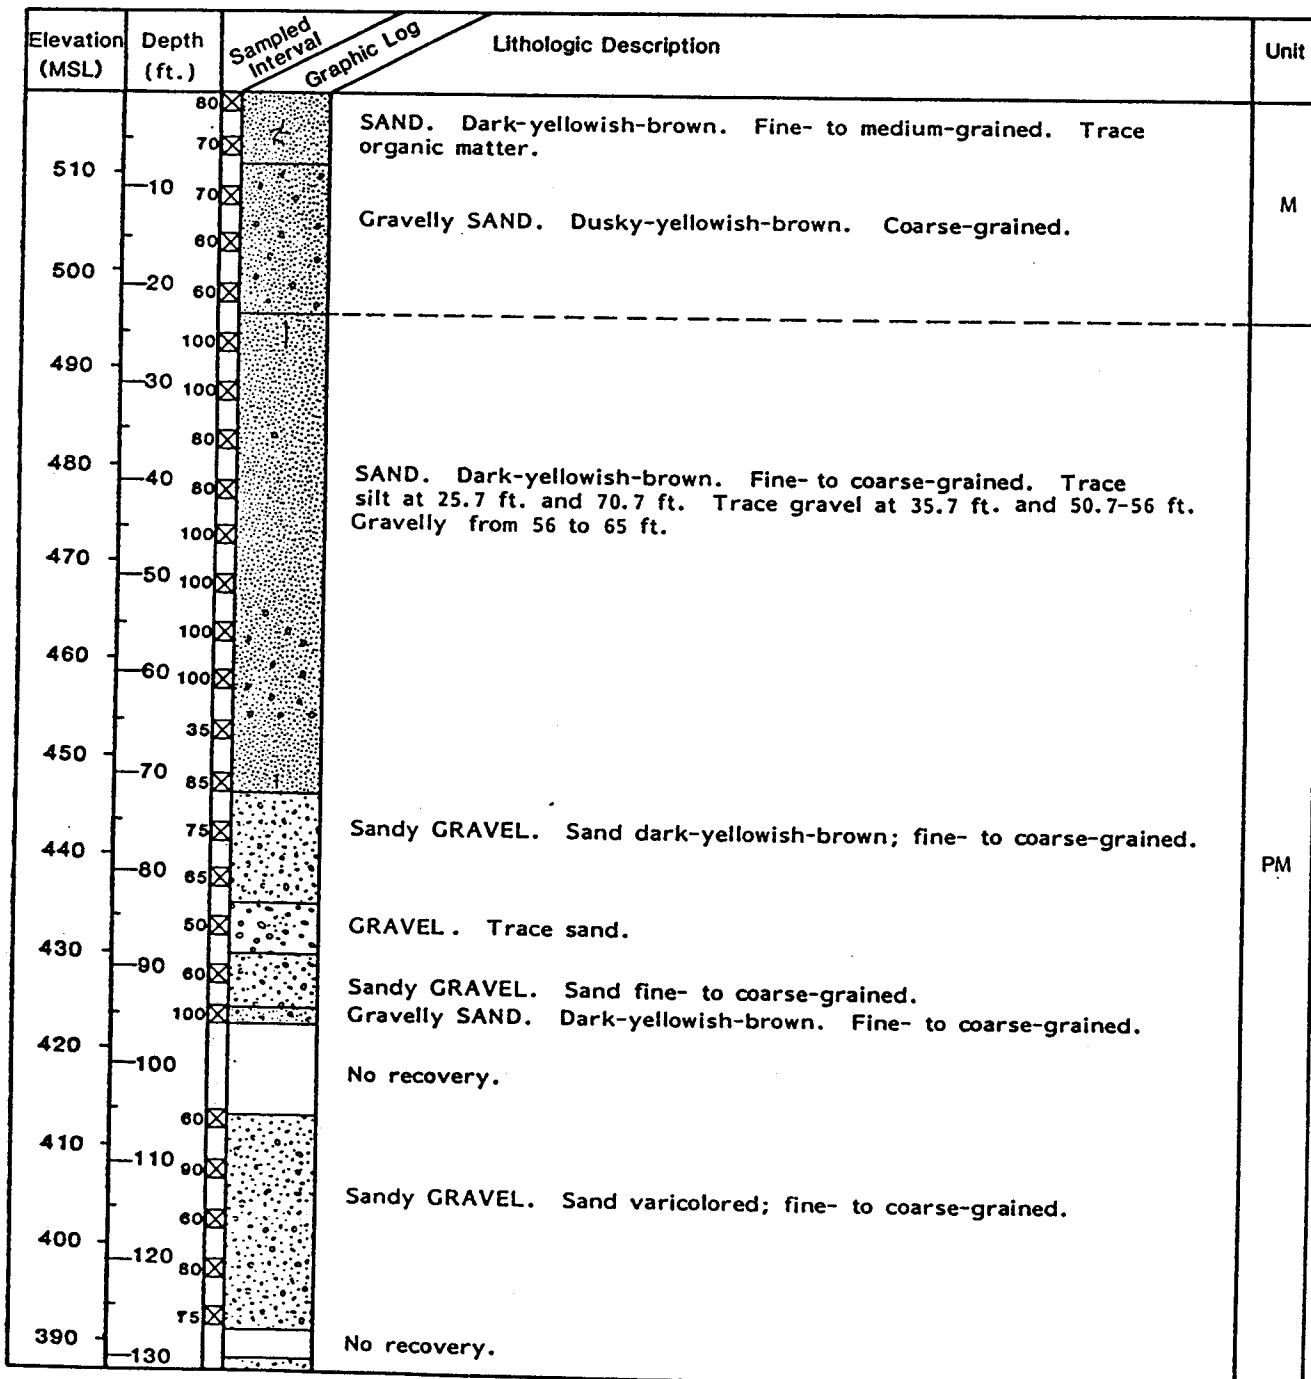 Elevation (MSL)
Depth (ft.)
Sampled Interval
Graphic Log
Lithologic Description
Unit
80
SAND. Dark-yellowish-brown. Fine- to medium-grained. Trace
70
organic matter.
510
10
70
M
Gravelly SAND. Dusky-yellowish-brown. Coarse-grained.
60
500
20
60
100
490
30
100
80
480
40
80
SAND. Dark-yellowish-brown. Fine- to coarse-grained. Trace
silt at 25.7 ft. and 70.7 ft. Trace gravel at 35.7 ft. and 50.7-56 ft.
Gravelly from 56 to 65 ft.
100
470
50
100
100
460
60
100
35
450
70
85
75
Sandy GRAVEL. Sand dark-yellowish-brown; fine- to coarse-grained.
440
80
65
PM
50
GRAVEL. Trace sand.
430
90
60
Sandy GRAVEL. Sand fine- to coarse-grained.
100
Gravelly SAND. Dark-yellowish-brown. Fine- to coarse-grained.
420
100
No recovery.
60
410
110
90
Sandy GRAVEL. Sand varicolored; fine- to coarse-grained.
60
400
120
80
75
390
130
No recovery.